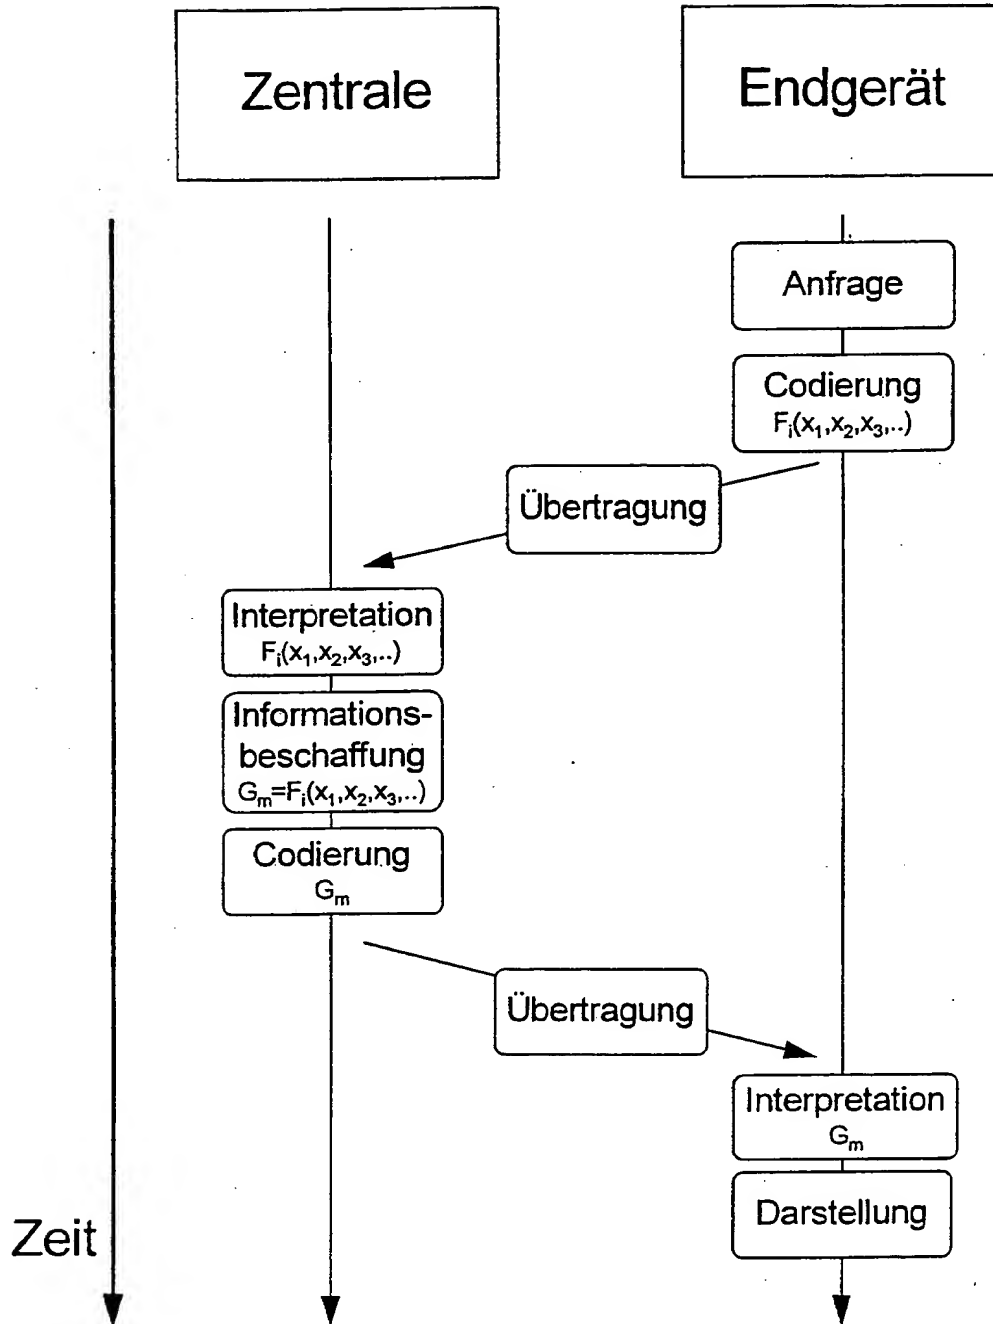 Zentrale
Endgerät
Anfrage
Codierung
Fᵢ(x₁,x₂,x₃,..)
Übertragung
Interpretation
Fᵢ(x₁,x₂,x₃,..)
Informations-
beschaffung
Gₘ=Fᵢ(x₁,x₂,x₃,..)
Codierung
Gₘ
Übertragung
Interpretation
Gₘ
Darstellung
Zeit